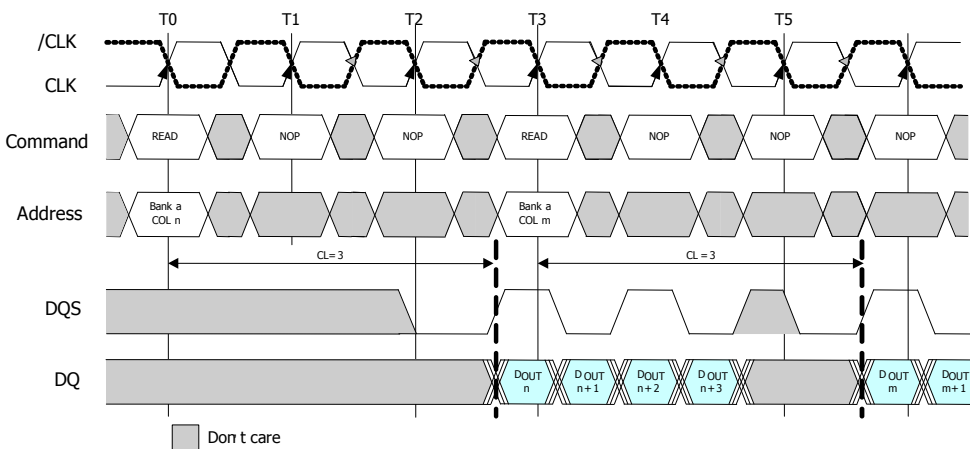 T0 T1 T2 T3 T4 T5
/CLK
CLK
Command READ NOP NOP READ NOP NOP NOP
Address Bank a COL n Bank a COL m
CL= 3 CL = 3
DQS
DQ DOUT n DOUT n+1 DOUT n+2 DOUT n+3 DOUT m DOUT m+1
Don't care